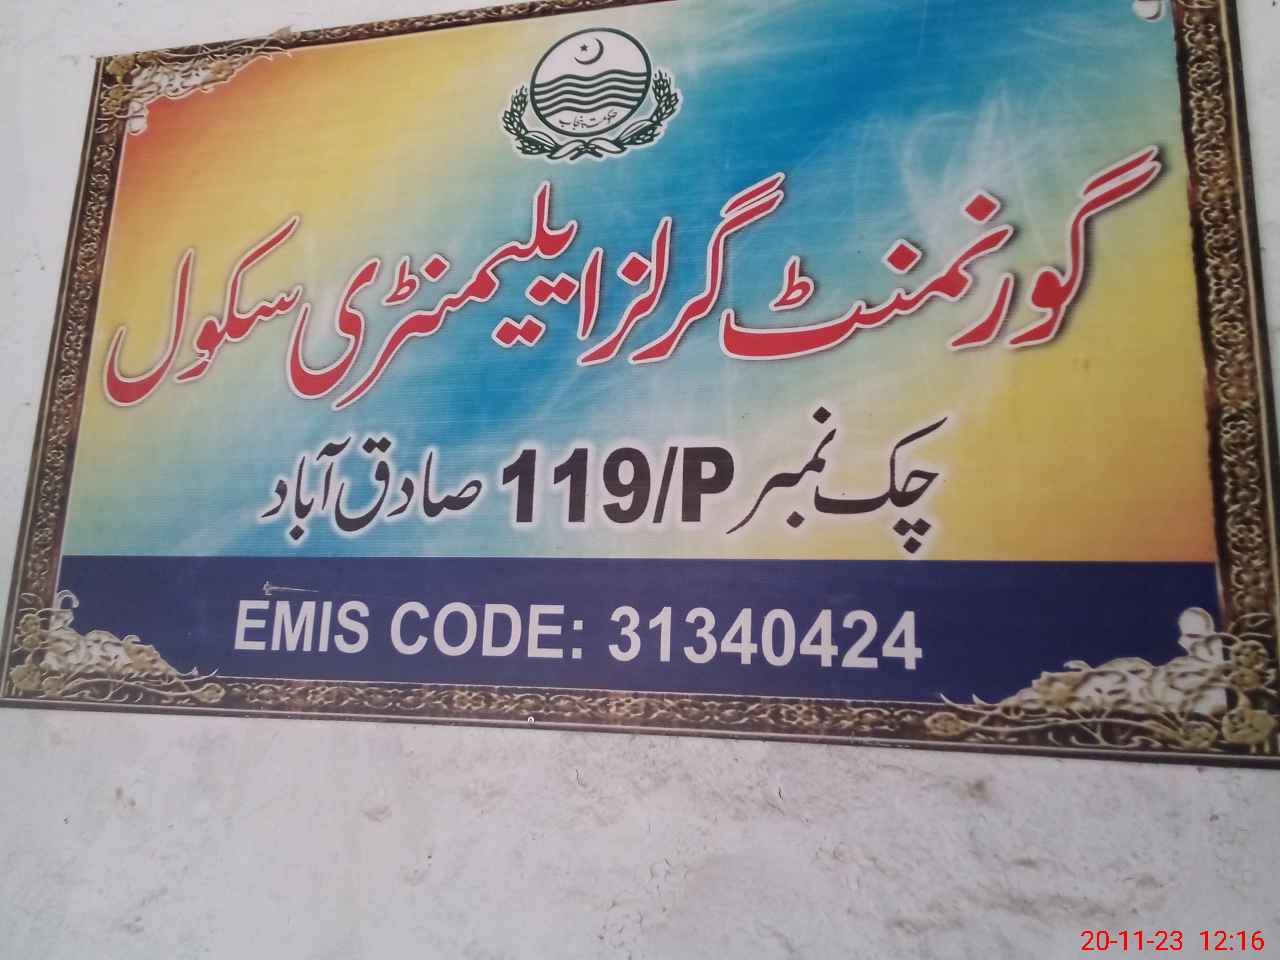 حکومت پنجاب
گورنمنٹ گرلز ایلیمنٹری سکول
چک نمبر 119/P صادق آباد
EMIS CODE: 31340424
20-11-23 12:16